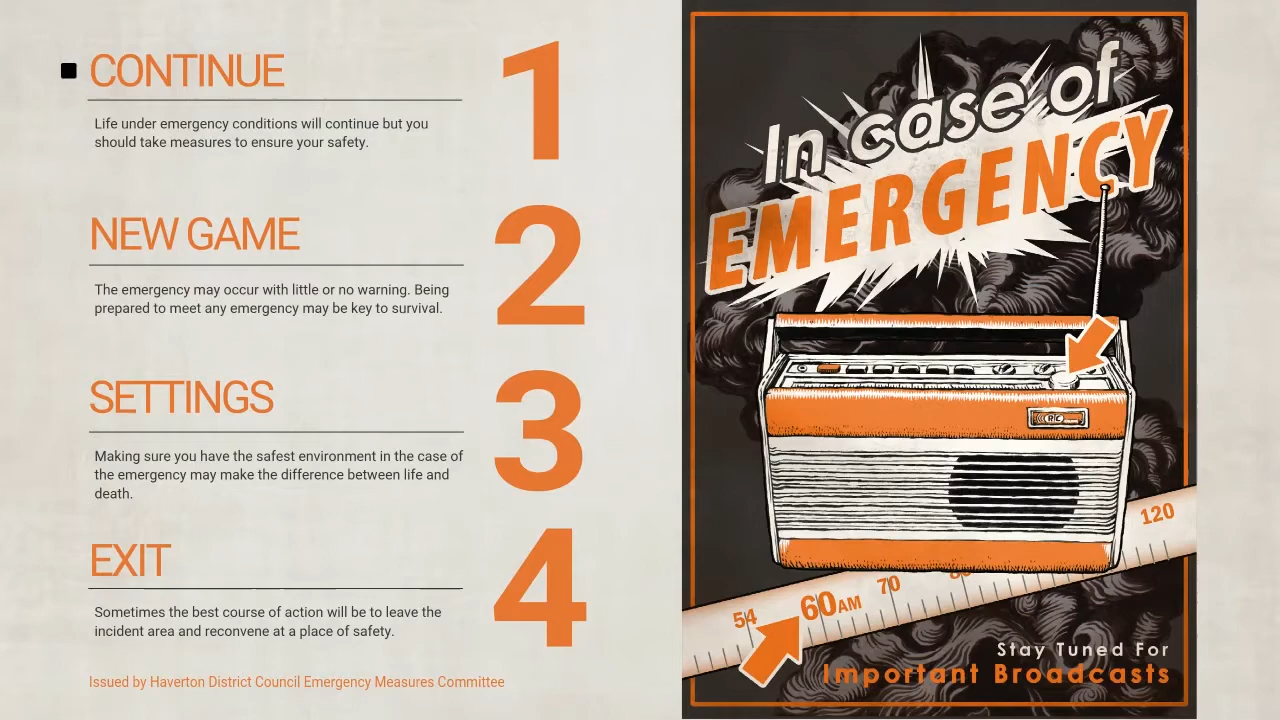 CONTINUE
1
Life under emergency conditions will continue but you
should take measures to ensure your safety.
NEW GAME
2
The emergency may occur with little or no warning. Being
prepared to meet any emergency may be key to survival.
SETTINGS
3
Making sure you have the safest environment in the case of
the emergency may make the difference between life and
death.
EXIT
4
Sometimes the best course of action will be to leave the
incident area and reconvene at a place of safety.
Issued by Haverton District Council Emergency Measures Committee
In case of
EMERGENCY
120
54 60AM 70
Stay Tuned For
Important Broadcasts